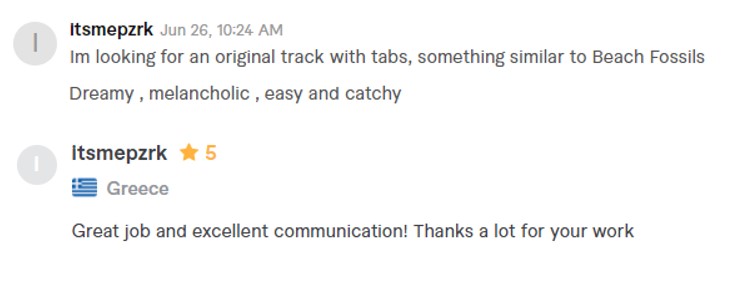 I
itsmepzrk Jun 26, 10:24 AM
Im looking for an original track with tabs, something similar to Beach Fossils
Dreamy , melancholic , easy and catchy
I
itsmepzrk ★ 5
Greece
Great job and excellent communication! Thanks a lot for your work